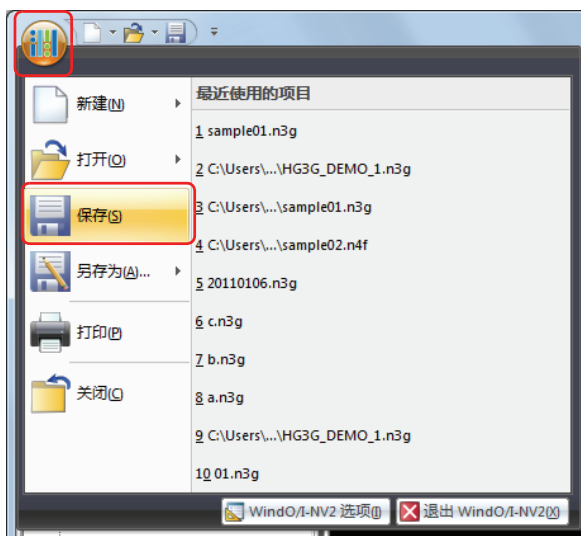 新建(N)
打开(O)
保存(S)
另存为(A)...
打印(P)
关闭(C)
最近使用的项目
1 sample01.n3g
2 C:\Users\...\HG3G_DEMO_1.n3g
3 C:\Users\...\sample01.n3g
4 C:\Users\...\sample02.n4f
5 20110106.n3g
6 c.n3g
7 b.n3g
8 a.n3g
9 C:\Users\...\HG3G_DEMO_1.n3g
10 01.n3g
WindO/I-NV2 选项(I) 退出 WindO/I-NV2(X)